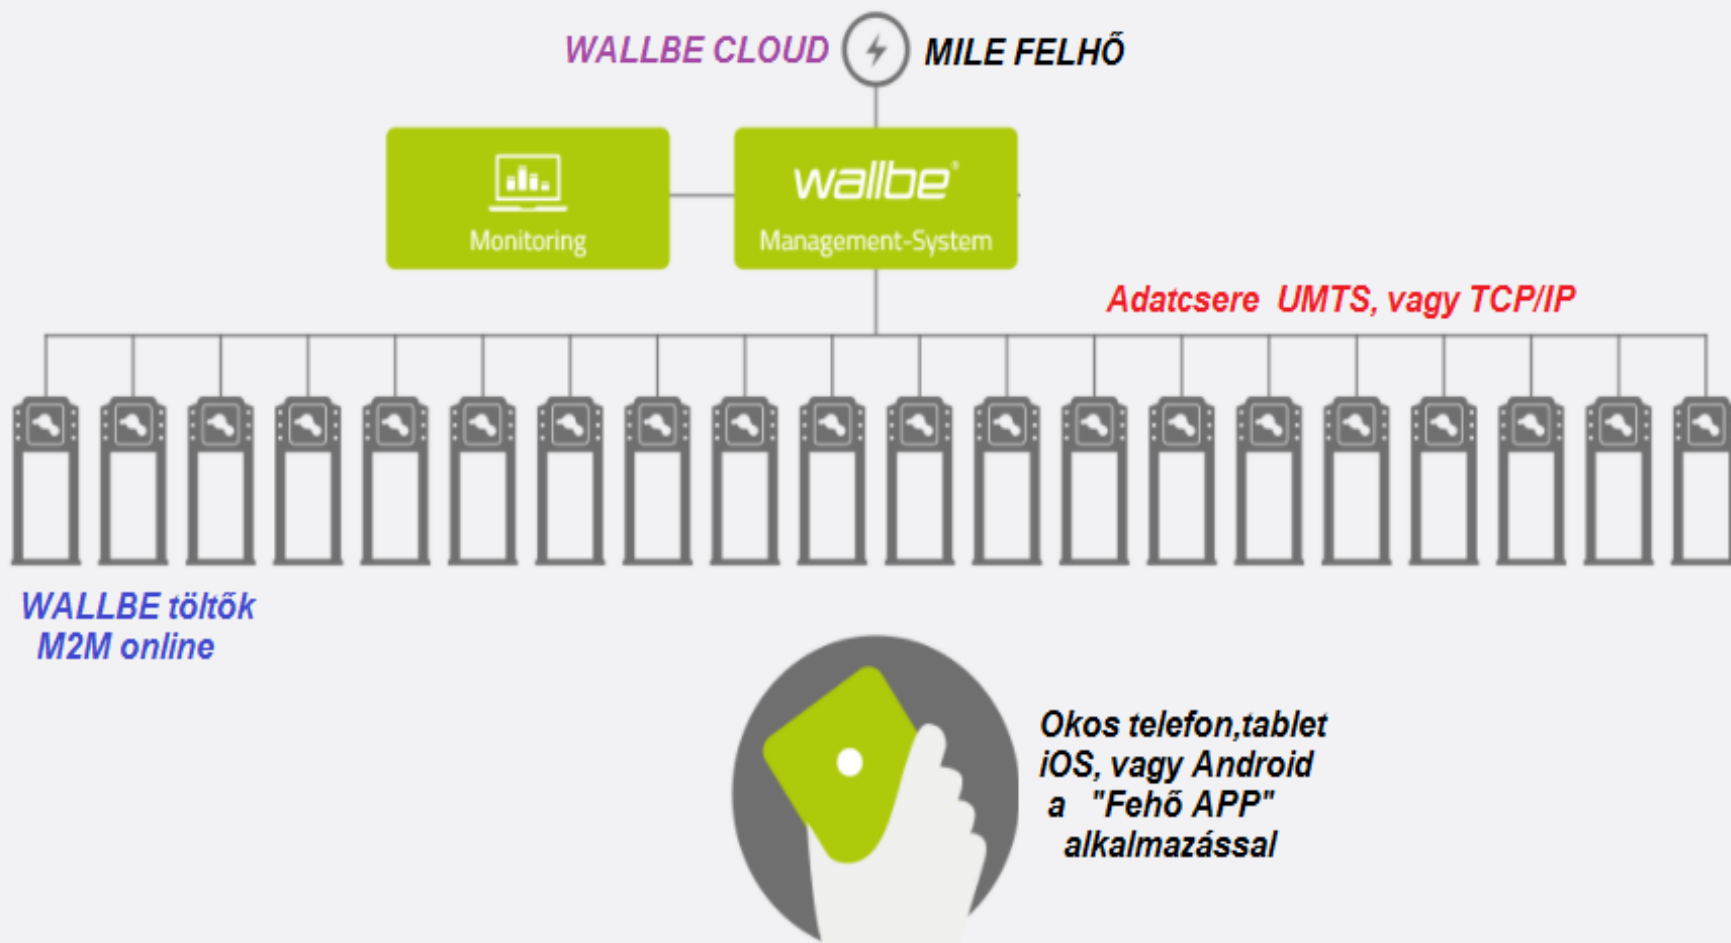 WALLBE CLOUD MILE FELHŐ
Monitoring
wallbe®
Management-System
Adatcsere UMTS, vagy TCP/IP
WALLBE töltők
M2M online
Okos telefon,tablet
iOS, vagy Android
a "Fehő APP"
alkalmazással